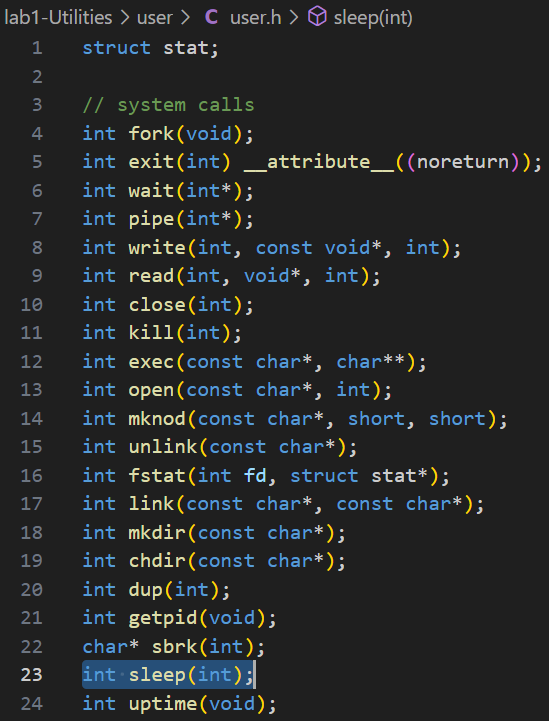 lab1-Utilities > user > C user.h > sleep(int)
1 struct stat;
2
3 // system calls
4 int fork(void);
5 int exit(int) __attribute__((noreturn));
6 int wait(int*);
7 int pipe(int*);
8 int write(int, const void*, int);
9 int read(int, void*, int);
10 int close(int);
11 int kill(int);
12 int exec(const char*, char**);
13 int open(const char*, int);
14 int mknod(const char*, short, short);
15 int unlink(const char*);
16 int fstat(int fd, struct stat*);
17 int link(const char*, const char*);
18 int mkdir(const char*);
19 int chdir(const char*);
20 int dup(int);
21 int getpid(void);
22 char* sbrk(int);
23 int sleep(int);
24 int uptime(void);